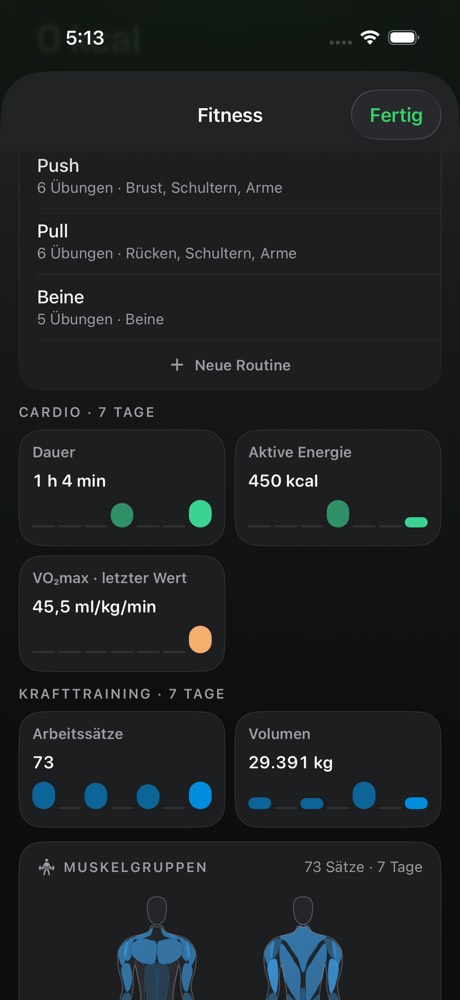 5:13
Fitness
Fertig
Push
6 Übungen · Brust, Schultern, Arme
Pull
6 Übungen · Rücken, Schultern, Arme
Beine
5 Übungen · Beine
+ Neue Routine
CARDIO · 7 TAGE
Dauer
1 h 4 min
Aktive Energie
450 kcal
VO₂max · letzter Wert
45,5 ml/kg/min
KRAFTTRAINING · 7 TAGE
Arbeitssätze
73
Volumen
29.391 kg
MUSKELGRUPPEN
73 Sätze · 7 Tage